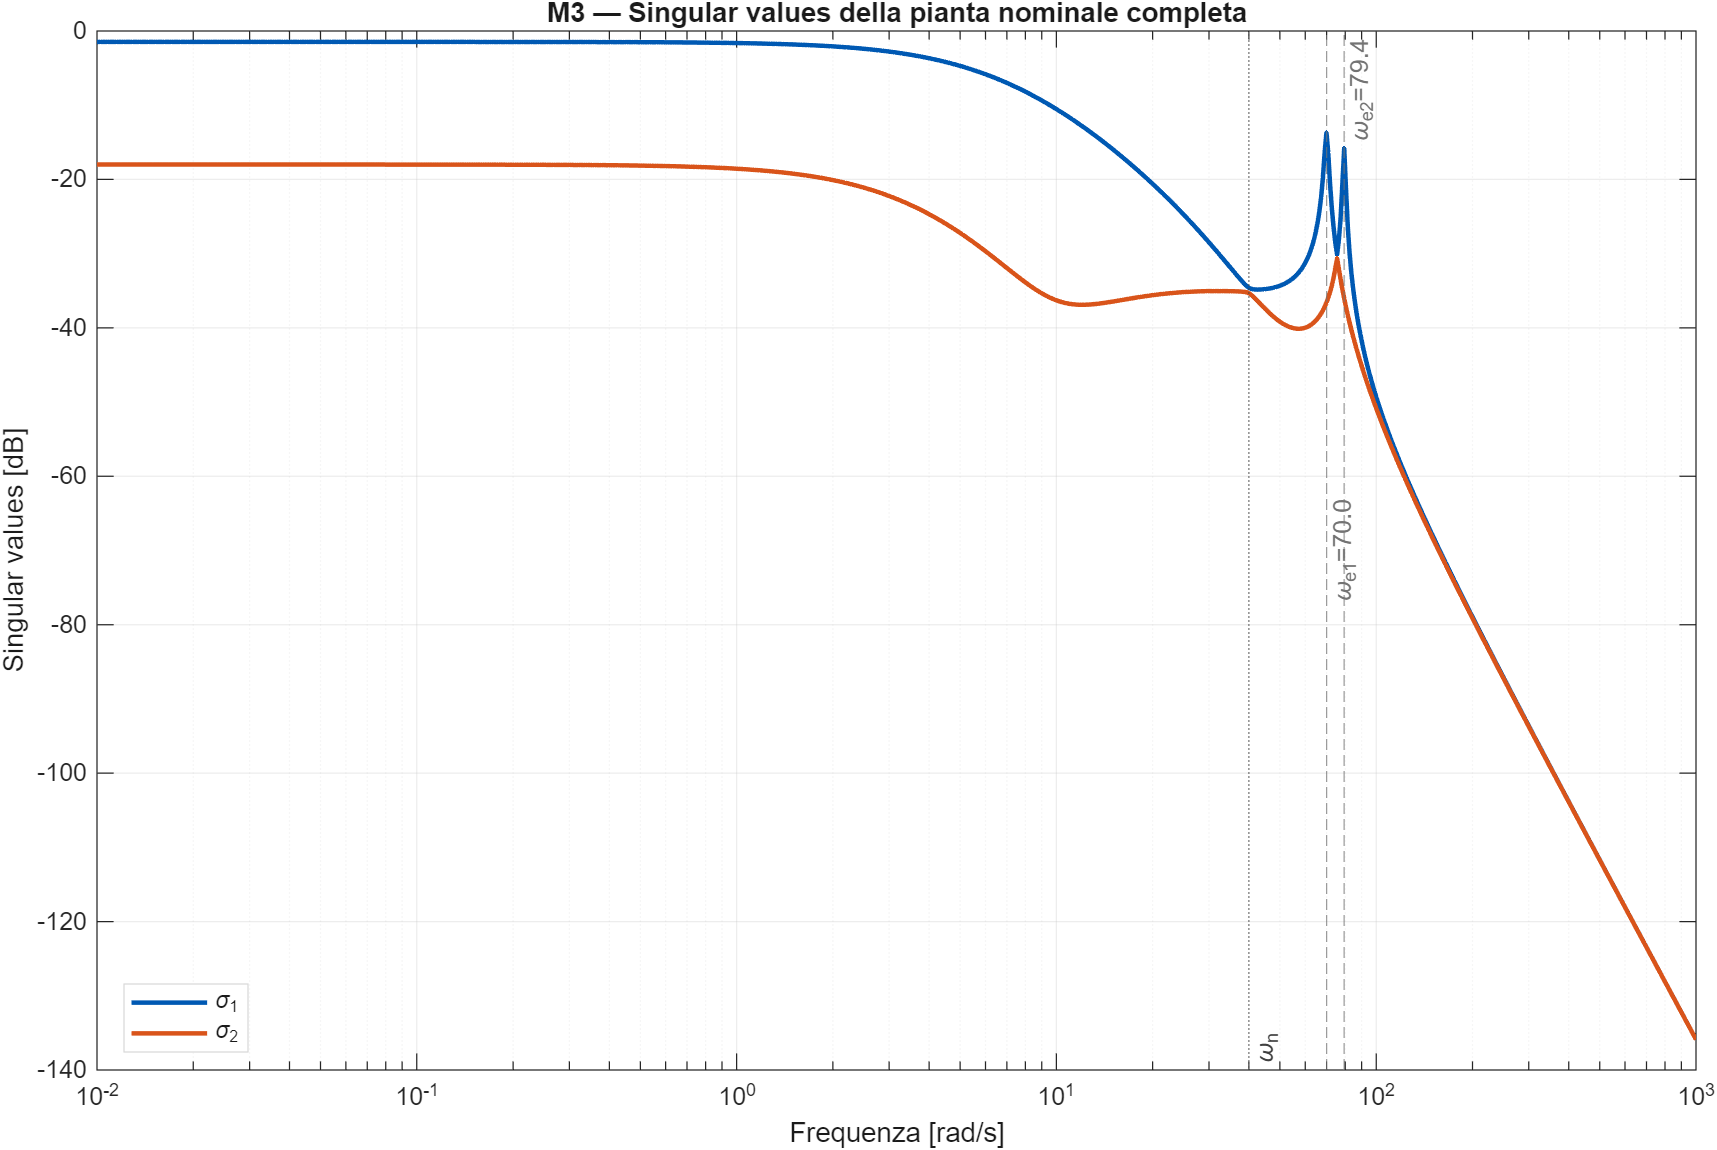 M3 — Singular values della pianta nominale completa
0
-20
-40
-60
-80
-100
-120
-140
Singular values [dB]
ωe2=79.4
ωe1=70.0
ωn
σ1
σ2
10-2
10-1
100
101
102
103
Frequenza [rad/s]